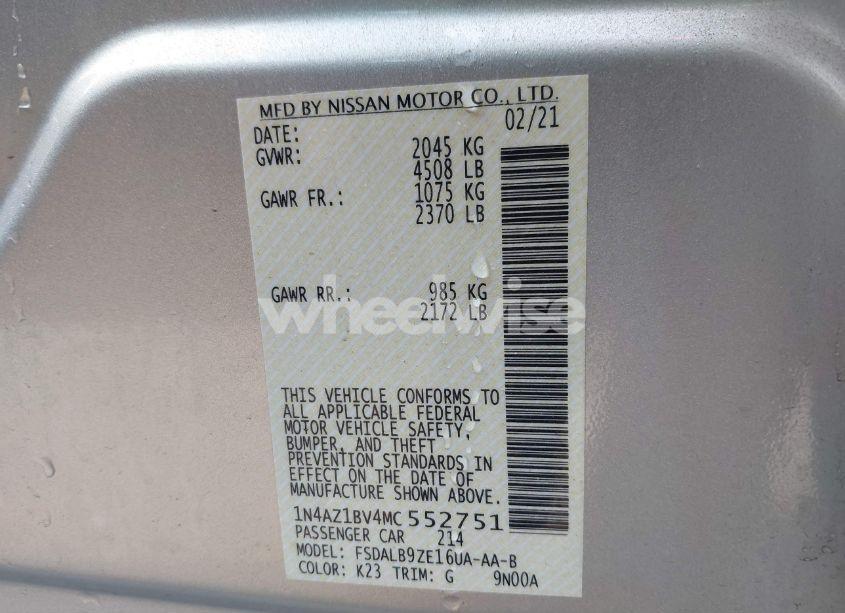 MFD BY NISSAN MOTOR CO., LTD.
DATE: 02/21
GVWR: 2045 KG
4508 LB
GAWR FR.: 1075 KG
2370 LB
GAWR RR.: 985 KG
2172 LB
wheelwise
THIS VEHICLE CONFORMS TO
ALL APPLICABLE FEDERAL
MOTOR VEHICLE SAFETY,
BUMPER, AND THEFT
PREVENTION STANDARDS IN
EFFECT ON THE DATE OF
MANUFACTURE SHOWN ABOVE.
1N4AZ1BV4MC552751
PASSENGER CAR 214
MODEL: FSDALB9ZE16UA-AA-B
COLOR: K23 TRIM: G 9N00A